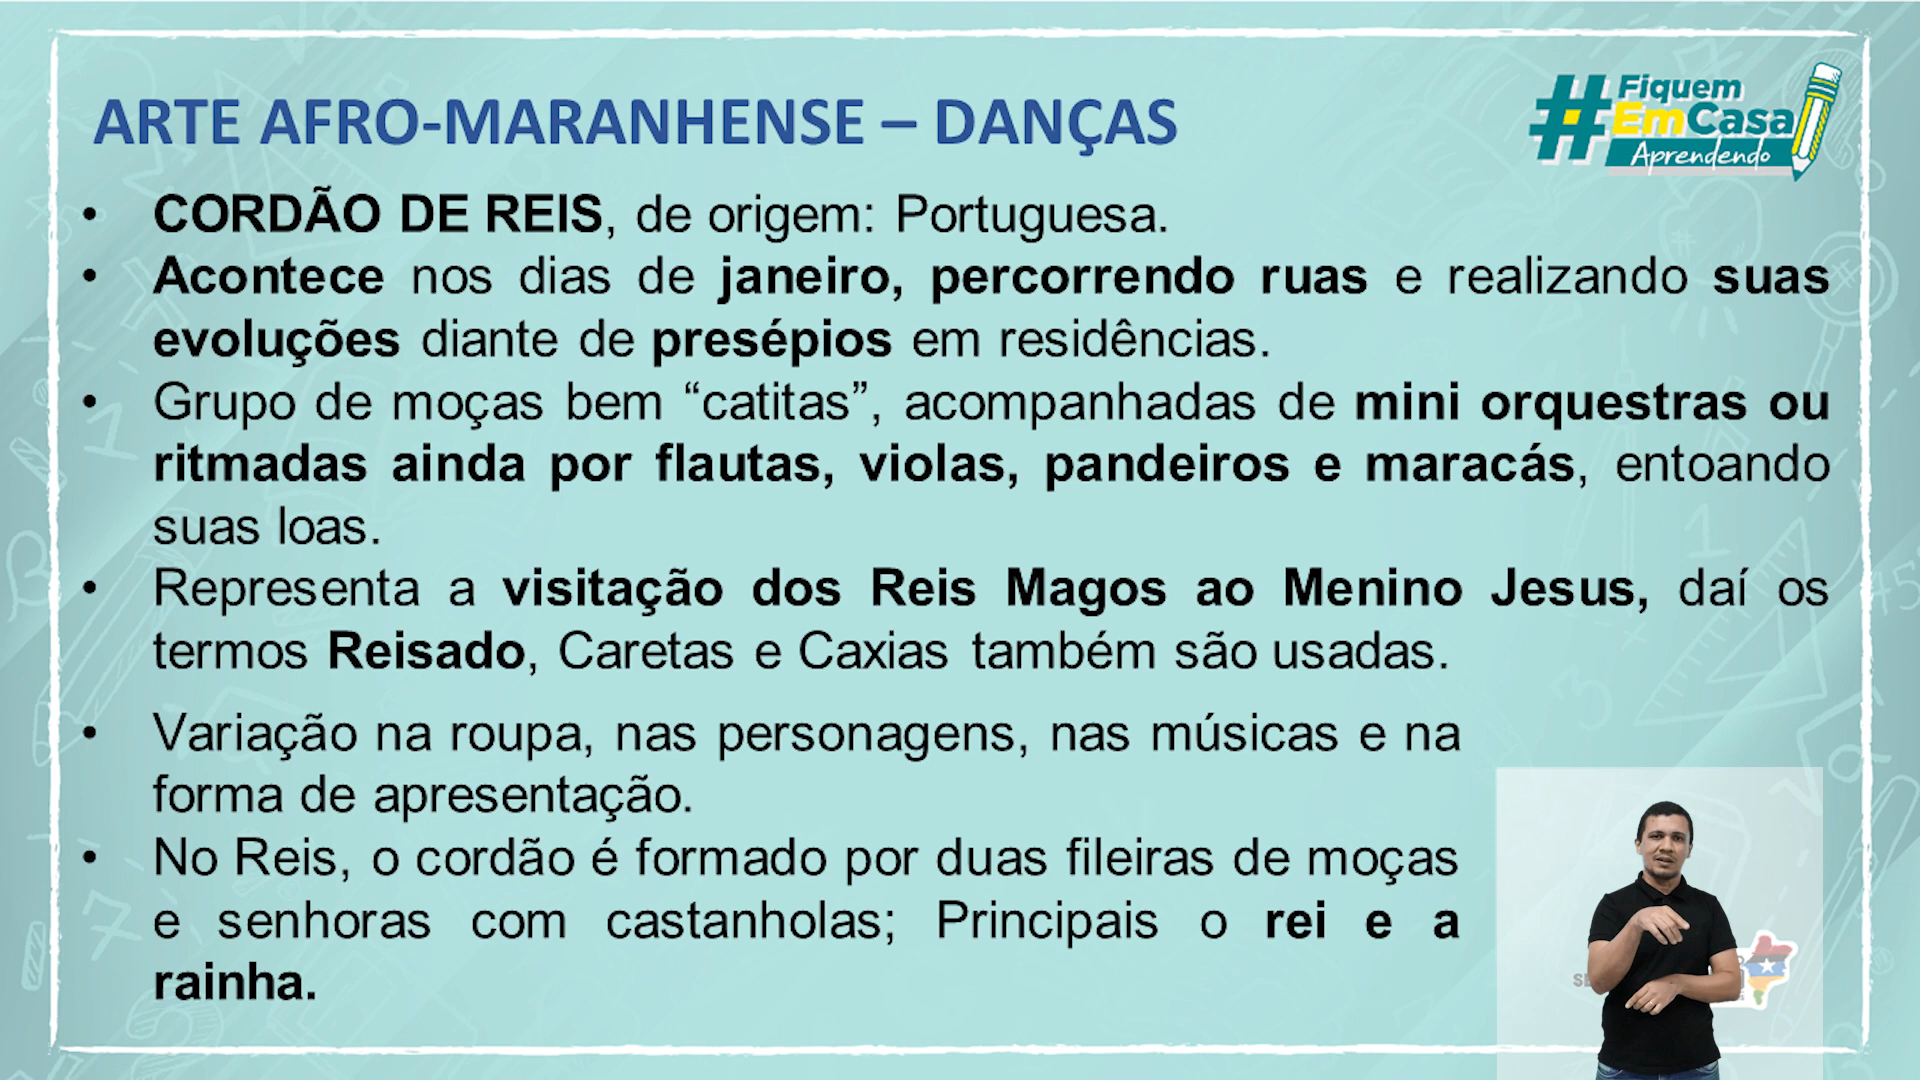 ARTE AFRO-MARANHENSE – DANÇAS
#Fiquem
EmCasa
Aprendendo
• CORDÃO DE REIS, de origem: Portuguesa.
• Acontece nos dias de janeiro, percorrendo ruas e realizando suas
evoluções diante de presépios em residências.
• Grupo de moças bem “catitas”, acompanhadas de mini orquestras ou
ritmadas ainda por flautas, violas, pandeiros e maracás, entoando
suas loas.
• Representa a visitação dos Reis Magos ao Menino Jesus, daí os
termos Reisado, Caretas e Caxias também são usadas.
• Variação na roupa, nas personagens, nas músicas e na
forma de apresentação.
• No Reis, o cordão é formado por duas fileiras de moças
e senhoras com castanholas; Principais o rei e a
rainha.